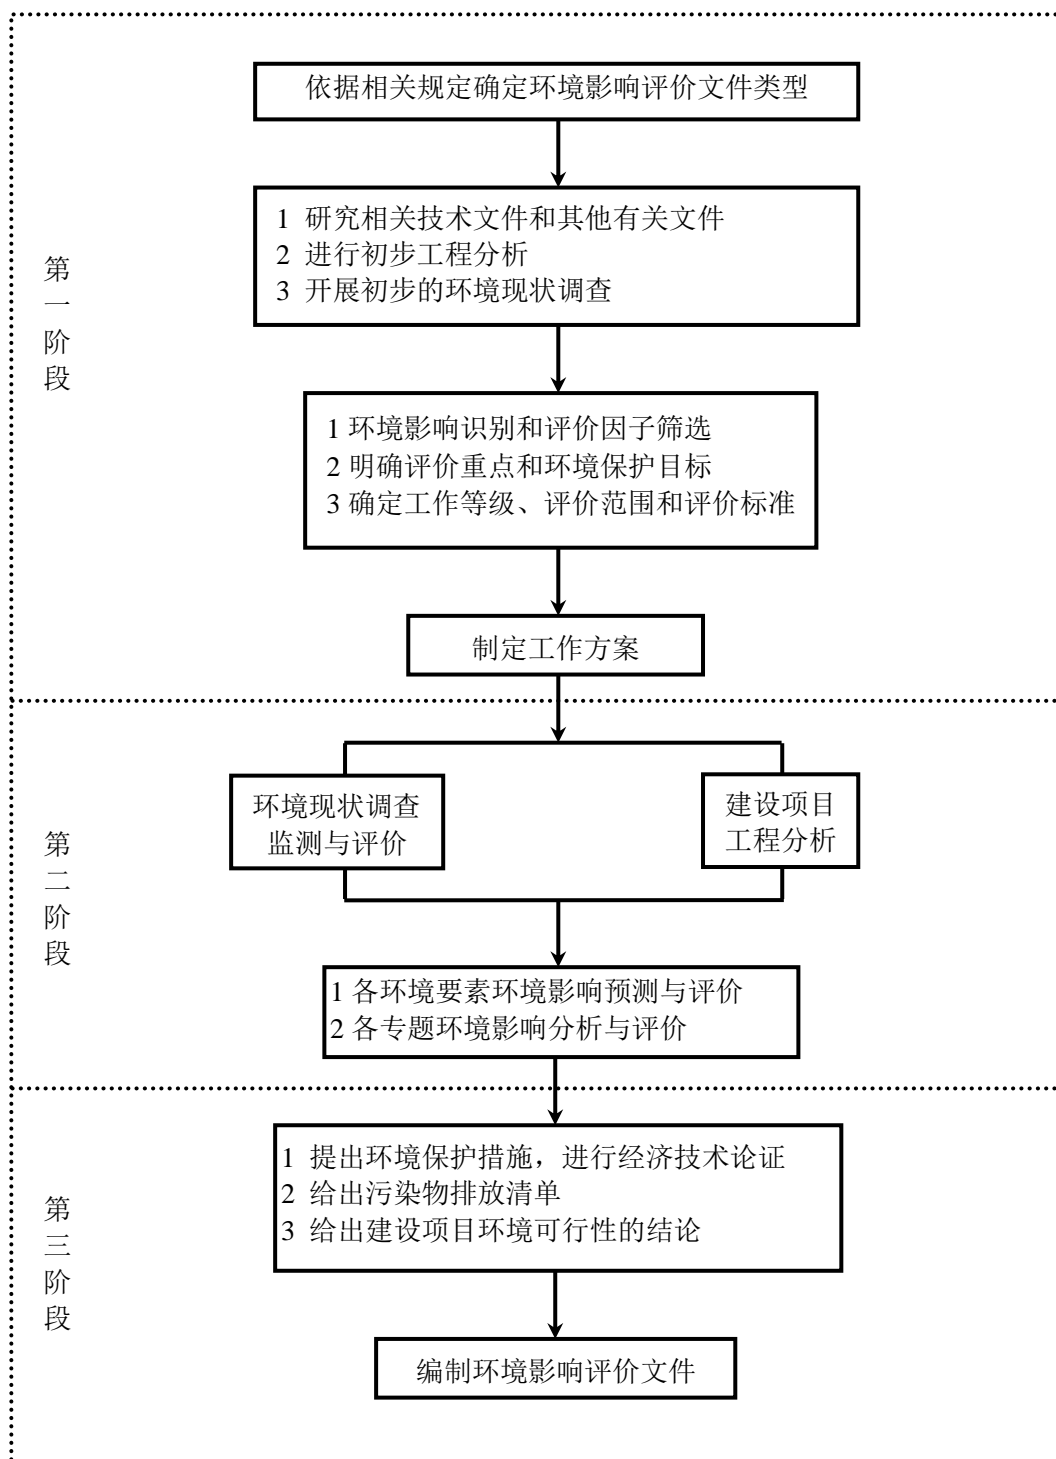 依据相关规定确定环境影响评价文件类型
1 研究相关技术文件和其他有关文件
2 进行初步工程分析
3 开展初步的环境现状调查
第
一
阶
段
1 环境影响识别和评价因子筛选
2 明确评价重点和环境保护目标
3 确定工作等级、评价范围和评价标准
制定工作方案
环境现状调查
监测与评价
建设项目
工程分析
第
二
阶
段
1 各环境要素环境影响预测与评价
2 各专题环境影响分析与评价
1 提出环境保护措施，进行经济技术论证
2 给出污染物排放清单
3 给出建设项目环境可行性的结论
第
三
阶
段
编制环境影响评价文件